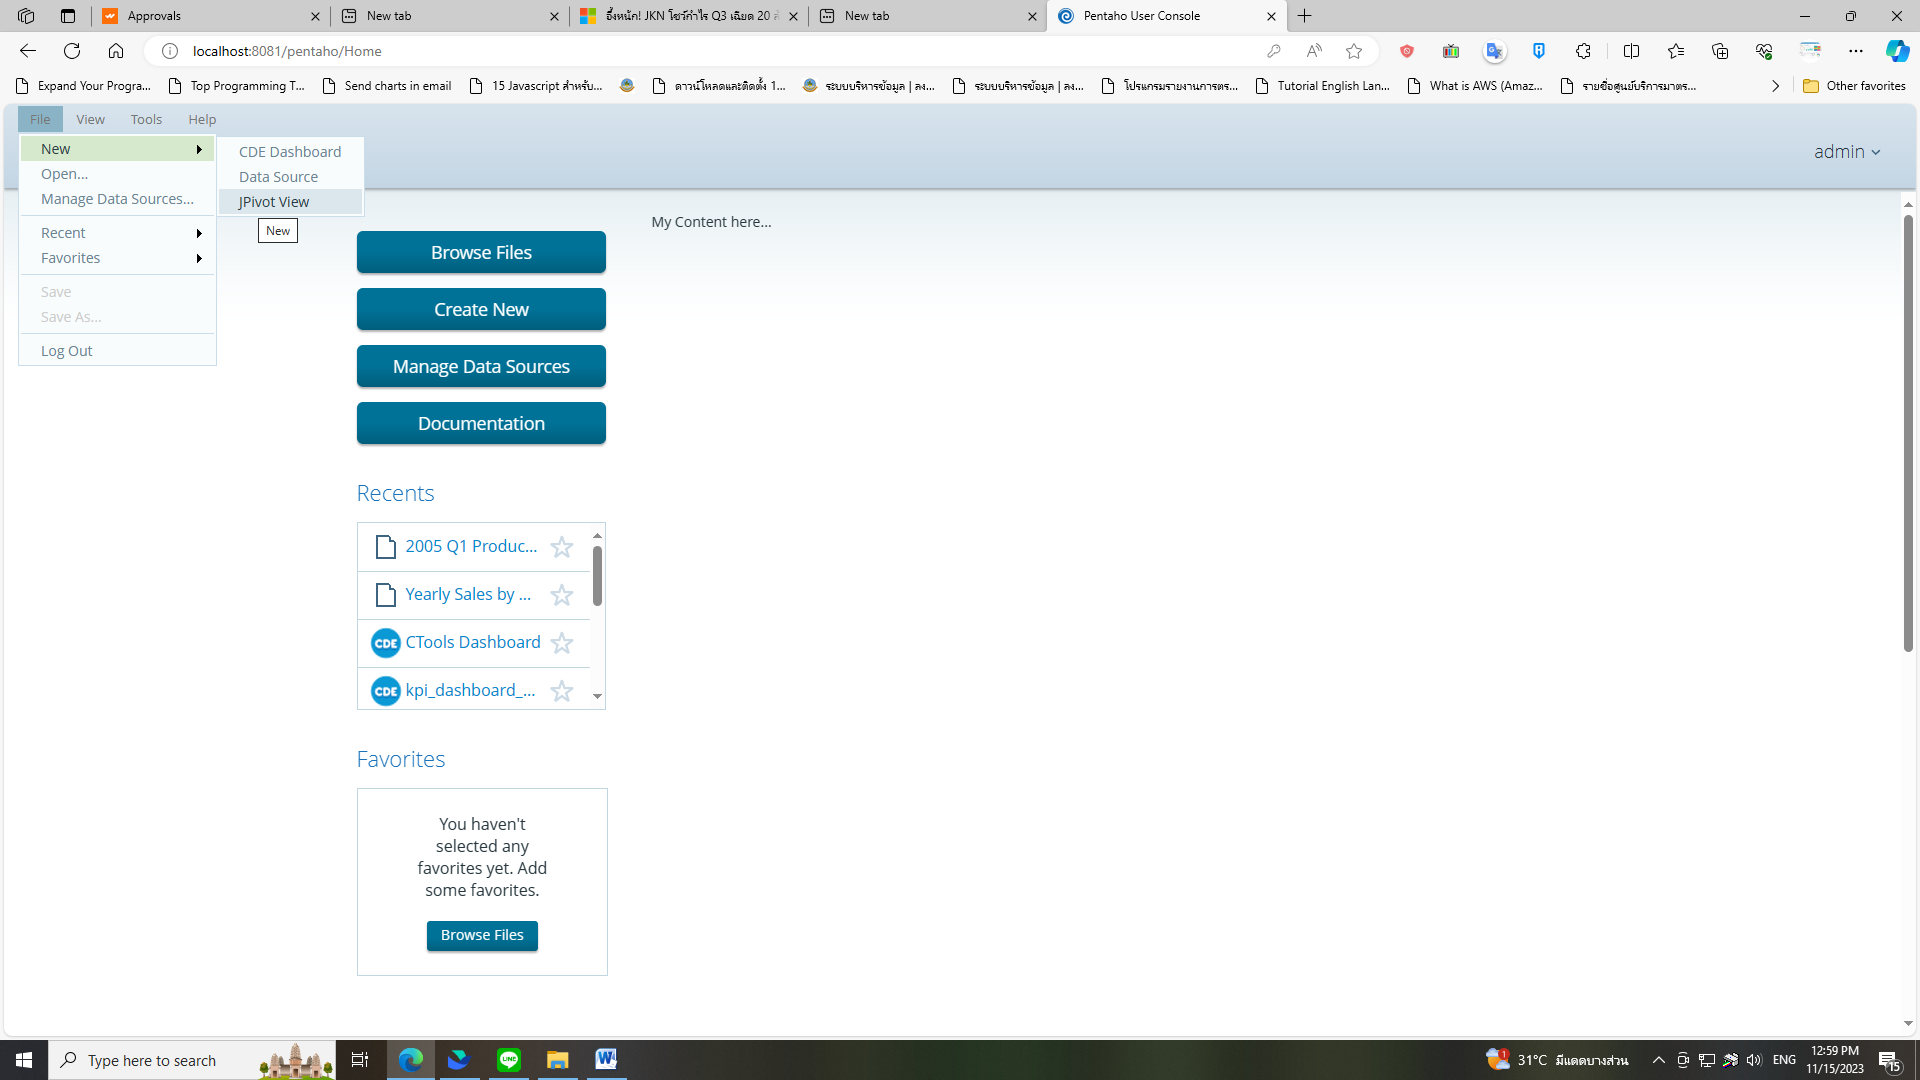 Approvals
New tab
อึ้งหนัก! JKN โชว์กำไร Q3 เฉียด 20 ล้
New tab
Pentaho User Console
localhost:8081/pentaho/Home
Expand Your Progra...
Top Programming T...
Send charts in email
15 Javascript สำหรับ...
ดาวน์โหลดและติดตั้ง 1...
ระบบบริหารข้อมูล | ลง...
ระบบบริหารข้อมูล | ลง...
โปรแกรมรายงานการตร...
Tutorial English Lan...
What is AWS (Amaz...
รายชื่อศูนย์บริการมาตร...
Other favorites
File
View
Tools
Help
admin
New
Open...
Manage Data Sources...
Recent
Favorites
Save
Save As...
Log Out
CDE Dashboard
Data Source
JPivot View
New
My Content here...
Browse Files
Create New
Manage Data Sources
Documentation
Recents
2005 Q1 Produc...
Yearly Sales by ...
CDE CTools Dashboard
CDE kpi_dashboard_...
Favorites
You haven't
selected any
favorites yet. Add
some favorites.
Browse Files
Type here to search
1
31°C มีแดดบางส่วน
ENG
12:59 PM
11/15/2023
15